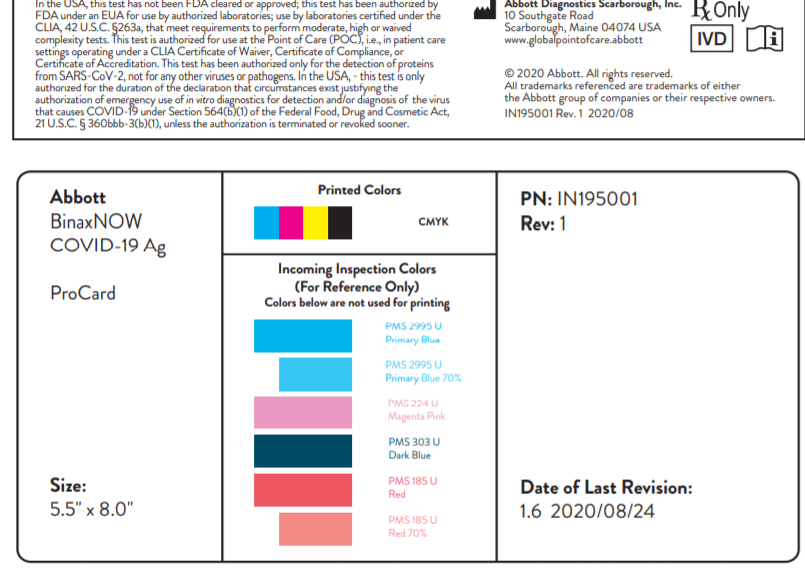 In the USA, this test has not been FDA cleared or approved; this test has been authorized by
FDA under an EUA for use by authorized laboratories; use by laboratories certified under the
CLIA, 42 U.S.C. §263a, that meet requirements to perform moderate, high or waived
complexity tests. This test is authorized for use at the Point of Care (POC), i.e., in patient care
settings operating under a CLIA Certificate of Waiver, Certificate of Compliance, or
Certificate of Accreditation. This test has been authorized only for the detection of proteins
from SARS-CoV-2, not for any other viruses or pathogens. In the USA, - this test is only
authorized for the duration of the declaration that circumstances exist justifying the
authorization of emergency use of in vitro diagnostics for detection and/or diagnosis of the virus
that causes COVID-19 under Section 564(b)(1) of the Federal Food, Drug and Cosmetic Act,
21 U.S.C. § 360bbb-3(b)(1), unless the authorization is terminated or revoked sooner.
Abbott Diagnostics Scarborough, Inc.
10 Southgate Road
Scarborough, Maine 04074 USA
www.globalpointofcare.abbott
℞ Only
IVD
i
© 2020 Abbott. All rights reserved.
All trademarks referenced are trademarks of either
the Abbott group of companies or their respective owners.
IN195001 Rev. 1 2020/08
Abbott
BinaxNOW
COVID-19 Ag
ProCard
Size:
5.5" x 8.0"
Printed Colors
CMYK
Incoming Inspection Colors
(For Reference Only)
Colors below are not used for printing
PMS 2995 U
Primary Blue
PMS 2995 U
Primary Blue 70%
PMS 224 U
Magenta Pink
PMS 303 U
Dark Blue
PMS 185 U
Red
PMS 185 U
Red 70%
PN: IN195001
Rev: 1
Date of Last Revision:
1.6 2020/08/24